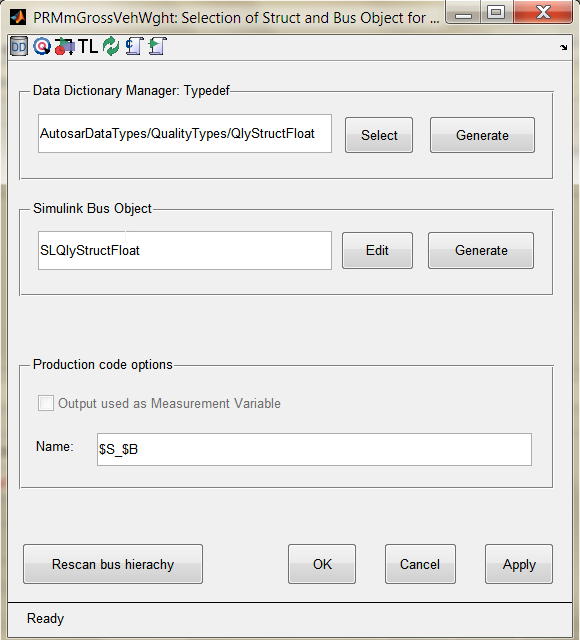 PRMmGrossVehWght: Selection of Struct and Bus Object for ...
DD TL
Data Dictionary Manager: Typedef
AutosarDataTypes/QualityTypes/QlyStructFloat Select Generate
Simulink Bus Object
SLQlyStructFloat Edit Generate
Production code options
Output used as Measurement Variable
Name: $S_$B
Rescan bus hierachy OK Cancel Apply
Ready